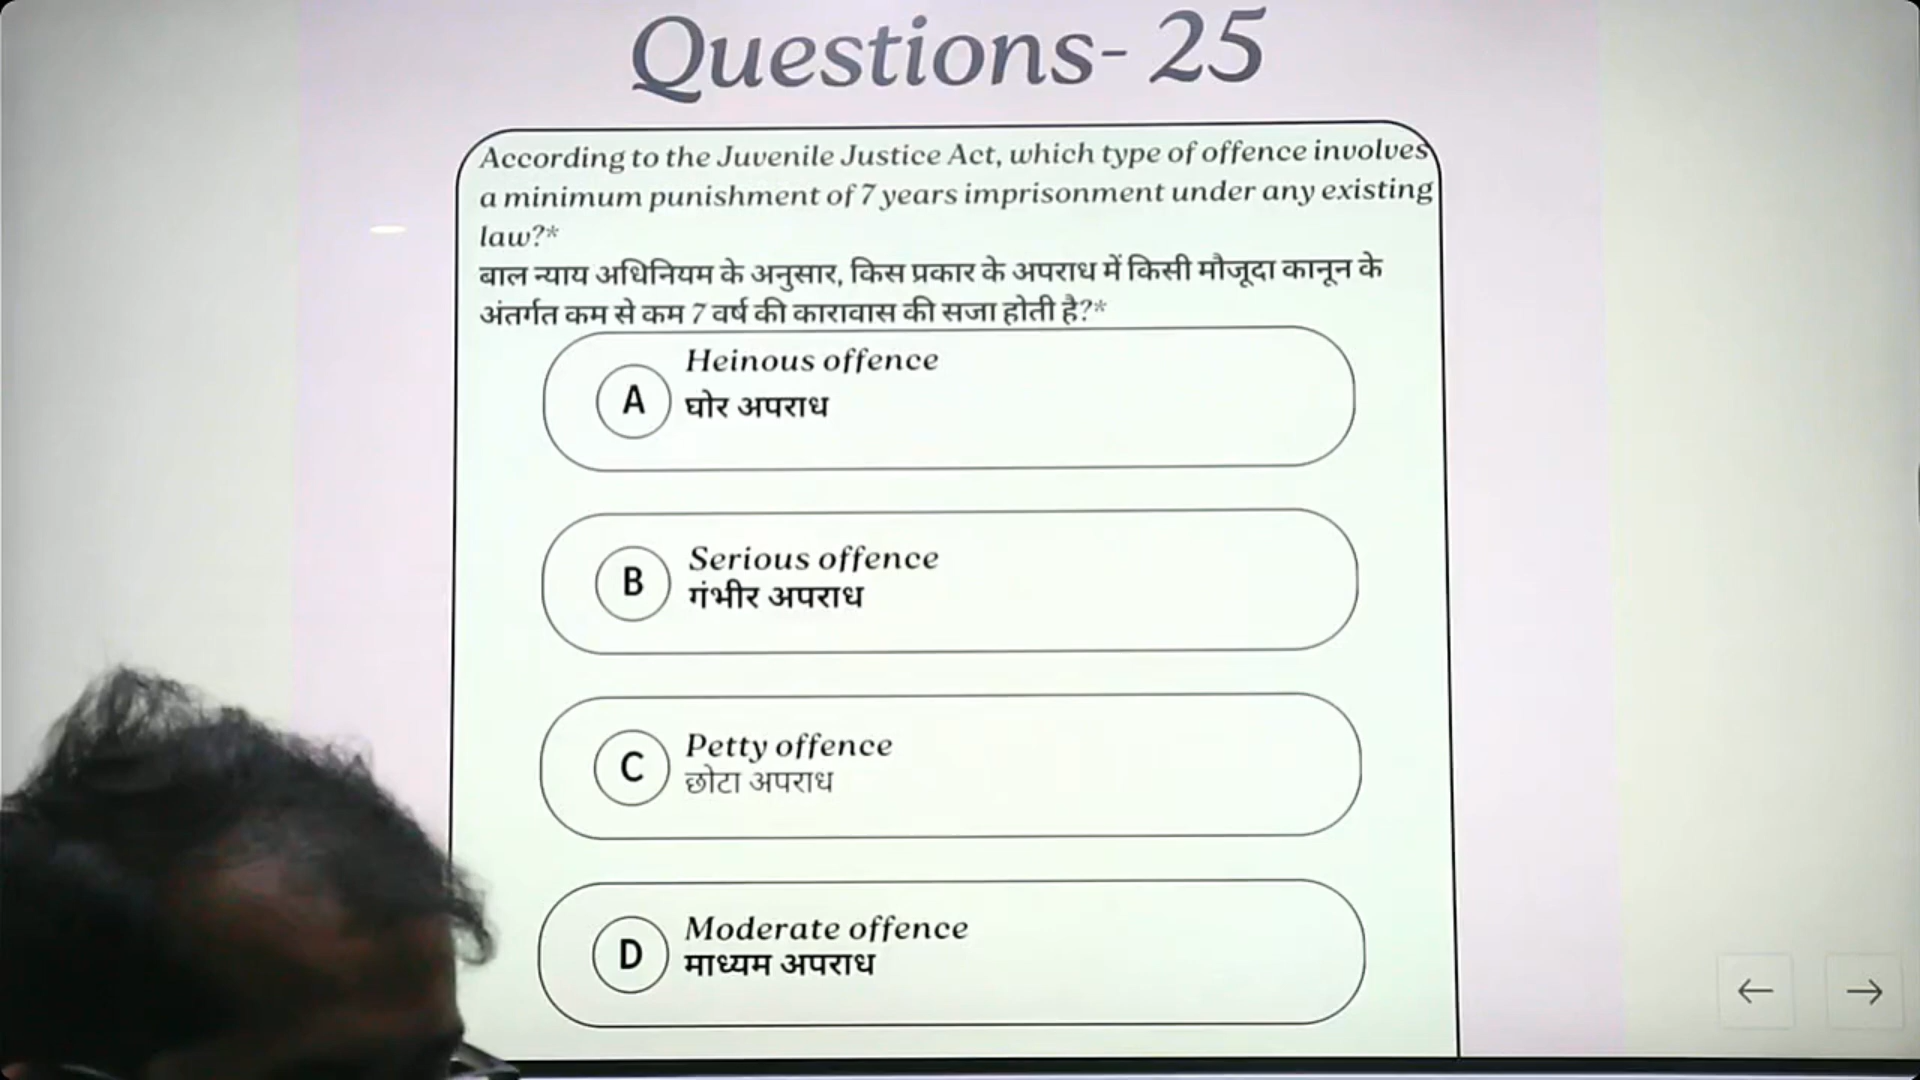 Questions- 25
According to the Juvenile Justice Act, which type of offence involves
a minimum punishment of 7 years imprisonment under any existing
law?*
बाल न्याय अधिनियम के अनुसार, किस प्रकार के अपराध में किसी मौजूदा कानून के
अंतर्गत कम से कम 7 वर्ष की कारावास की सजा होती है?*
A
Heinous offence
घोर अपराध
B
Serious offence
गंभीर अपराध
C
Petty offence
छोटा अपराध
D
Moderate offence
माध्यम अपराध